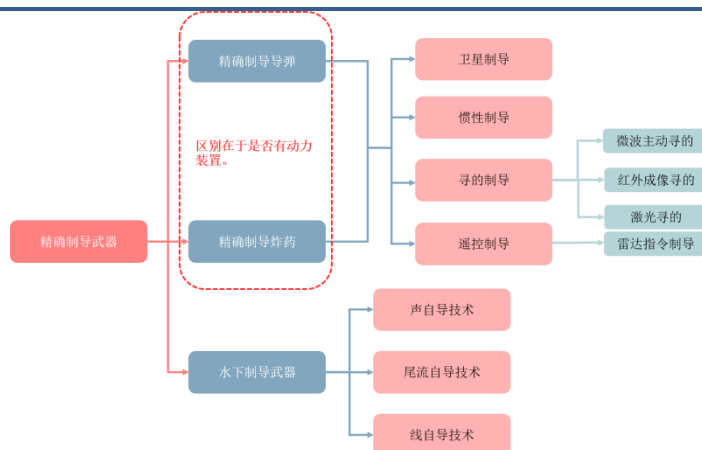 精确制导导弹
卫星制导
惯性制导
区别在于是否有动力
装置。
微波主动寻的
寻的制导
红外成像寻的
激光寻的
精确制导武器
精确制导炸药
遥控制导
雷达指令制导
声自导技术
水下制导武器
尾流自导技术
线自导技术